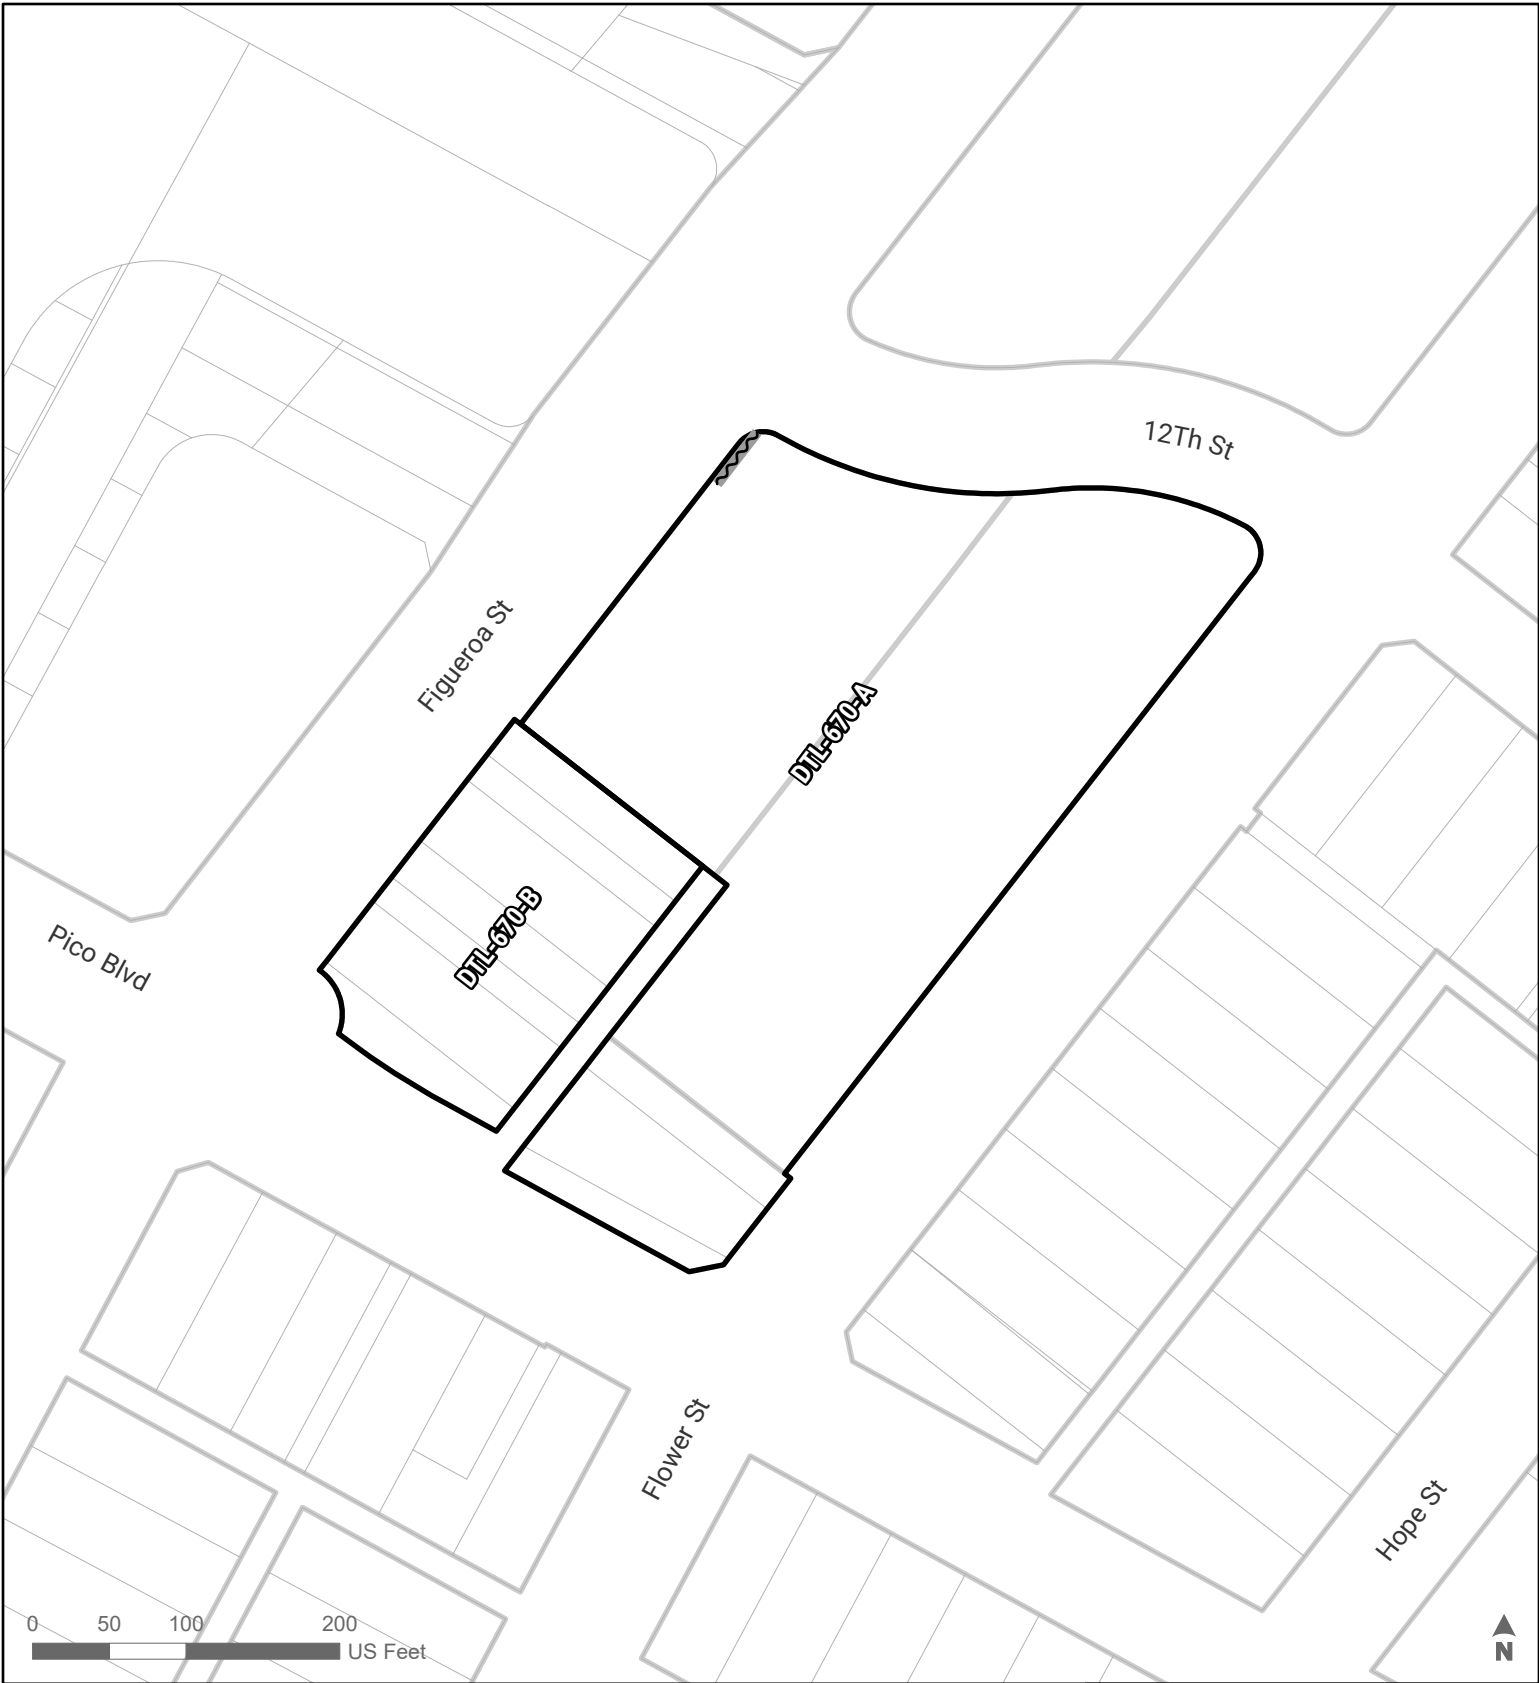 12Th St
Figueroa St
DTL-670-A
DTL-670-B
Pico Blvd
Flower St
Hope St
0 50 100 200
US Feet
N